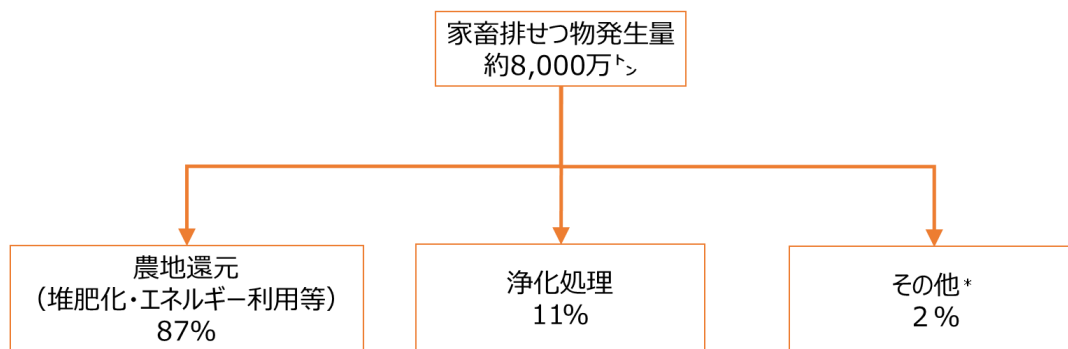 家畜排せつ物発生量
約8,000万㌧
農地還元
（堆肥化・エネルギー利用等）
87%
浄化処理
11%
その他*
２%